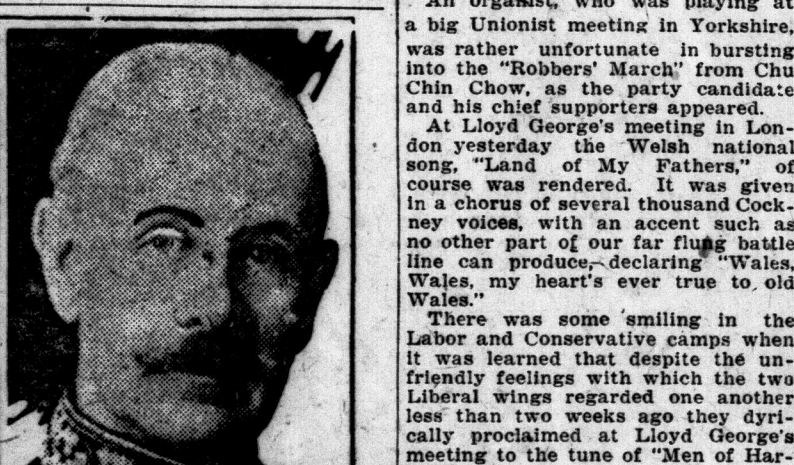 An organist, who was playing at
a big Unionist meeting in Yorkshire,
was rather unfortunate in bursting
into the "Robbers' March" from Chu
Chin Chow, as the party candidate
and his chief supporters appeared.
At Lloyd George's meeting in Lon-
don yesterday the Welsh national
song, "Land of My Fathers," of
course was rendered. It was given
in a chorus of several thousand Cock-
ney voices, with an accent such as
no other part of our far flung battle
line can produce, declaring "Wales,
Wales, my heart's ever true to old
Wales."
There was some smiling in the
Labor and Conservative camps when
it was learned that despite the un-
friendly feelings with which the two
Liberal wings regarded one another
less than two weeks ago they dyri-
cally proclaimed at Lloyd George's
meeting to the tune of "Men of Har-